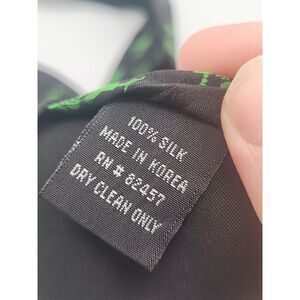 100% SILK
MADE IN KOREA
RN # 82457
DRY CLEAN ONLY